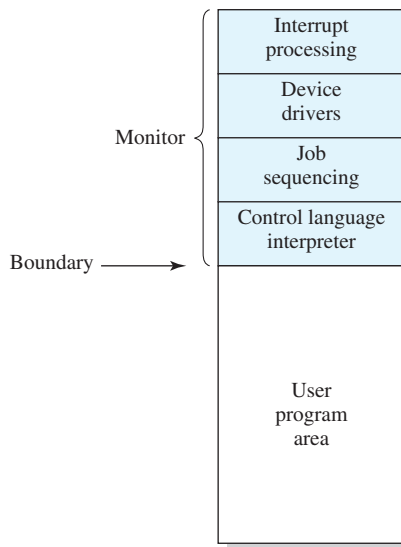 Interrupt
processing
Device
drivers
Monitor
Job
sequencing
Control language
interpreter
Boundary
User
program
area